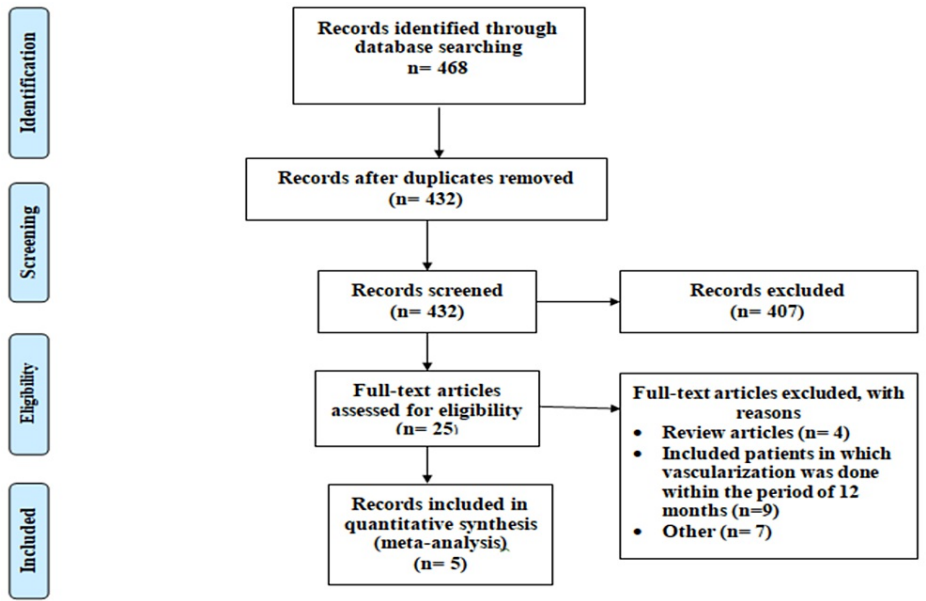 Identification
Records identified through
database searching
n= 468
Records after duplicates removed
(n= 432)
Screening
Records screened
(n= 432)
Records excluded
(n= 407)
Eligibility
Full-text articles
assessed for eligibility
(n= 25)
Full-text articles excluded, with
reasons
• Review articles (n= 4)
• Included patients in which
vascularization was done
within the period of 12
months (n=9)
• Other (n= 7)
Included
Records included in
quantitative synthesis
(meta-analysis)
(n= 5)